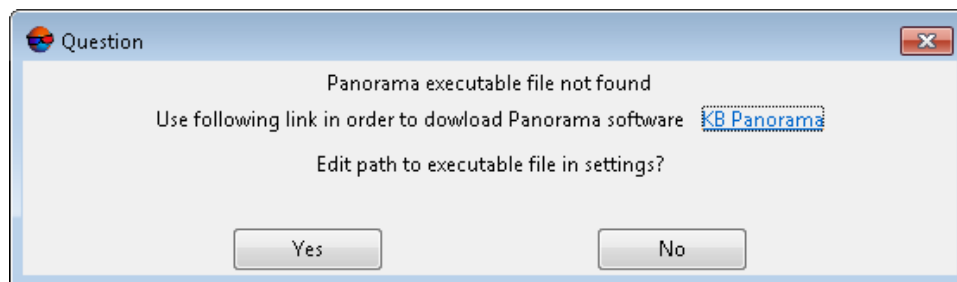 Question
Panorama executable file not found
Use following link in order to dowload Panorama software KB Panorama
Edit path to executable file in settings?
Yes No